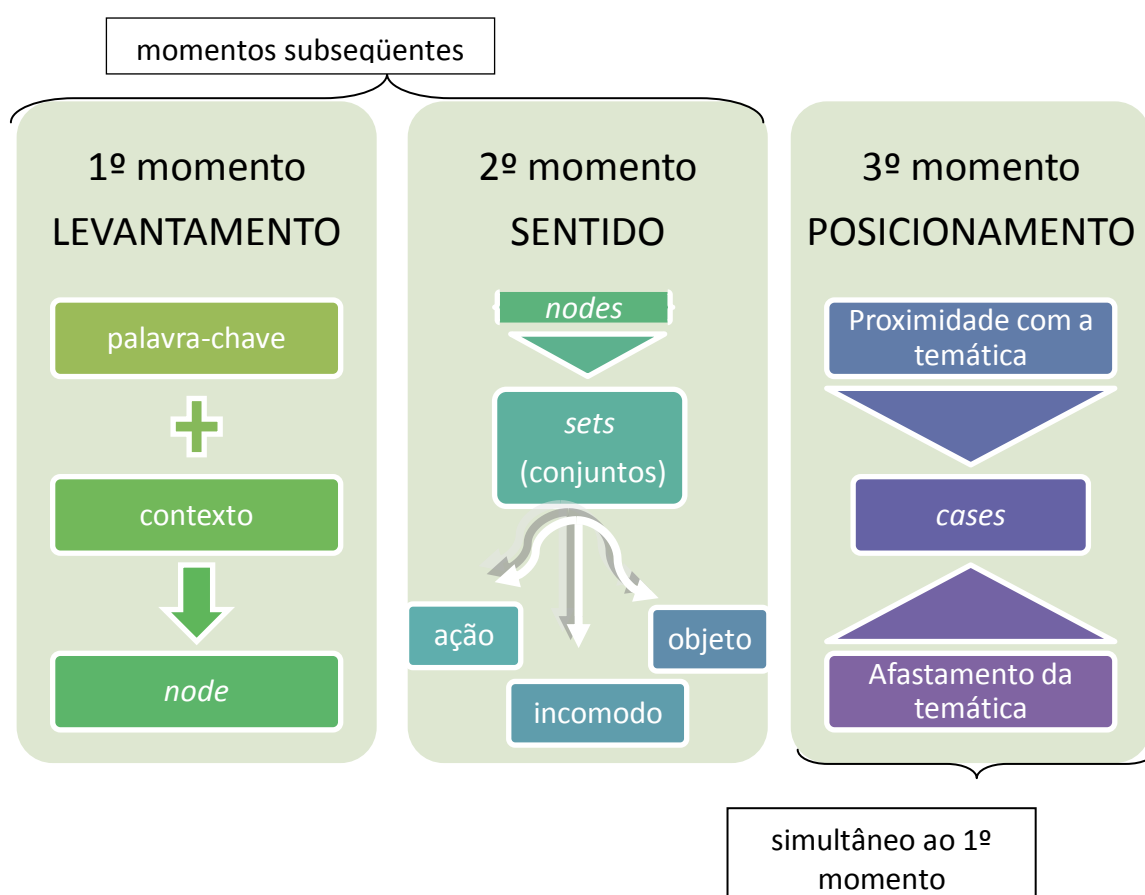 momentos subseqüentes
1º momento
LEVANTAMENTO
palavra-chave
contexto
node
2º momento
SENTIDO
nodes
sets
(conjuntos)
ação
objeto
incomodo
3º momento
POSICIONAMENTO
Proximidade com a
temática
cases
Afastamento da
temática
simultâneo ao 1º
momento